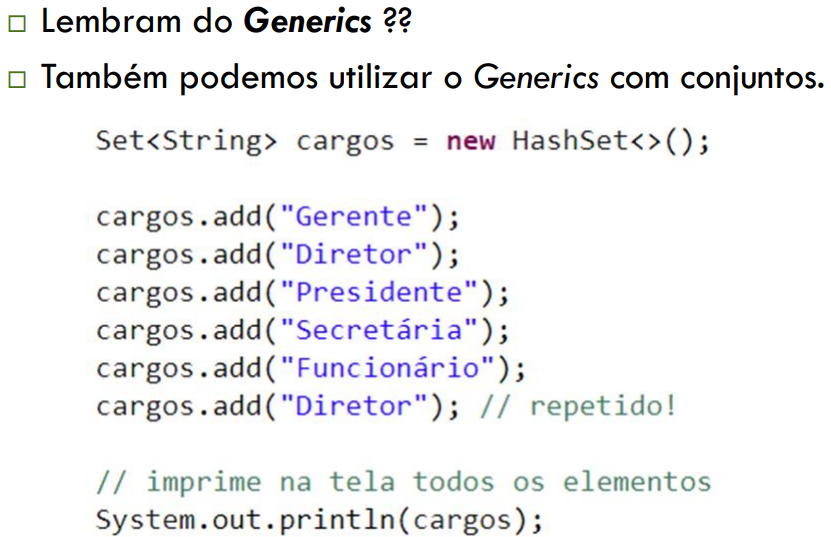 Lembram do Generics ??
Também podemos utilizar o Generics com conjuntos.
Set<String> cargos = new HashSet<>();
cargos.add("Gerente");
cargos.add("Diretor");
cargos.add("Presidente");
cargos.add("Secretária");
cargos.add("Funcionário");
cargos.add("Diretor"); // repetido!
// imprime na tela todos os elementos
System.out.println(cargos);